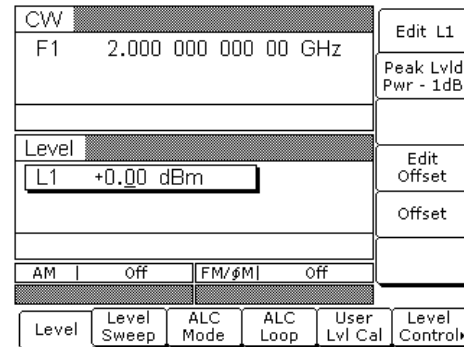 CW
F1 2.000 000 000 00 GHz
Level
L1 +0.00 dBm
AM | Off FM/ϕM| Off
Edit L1
Peak Lvld
Pwr - 1dB
Edit
Offset
Offset
Level
Level
Sweep
ALC
Mode
ALC
Loop
User
Lvl Cal
Level
Control▸